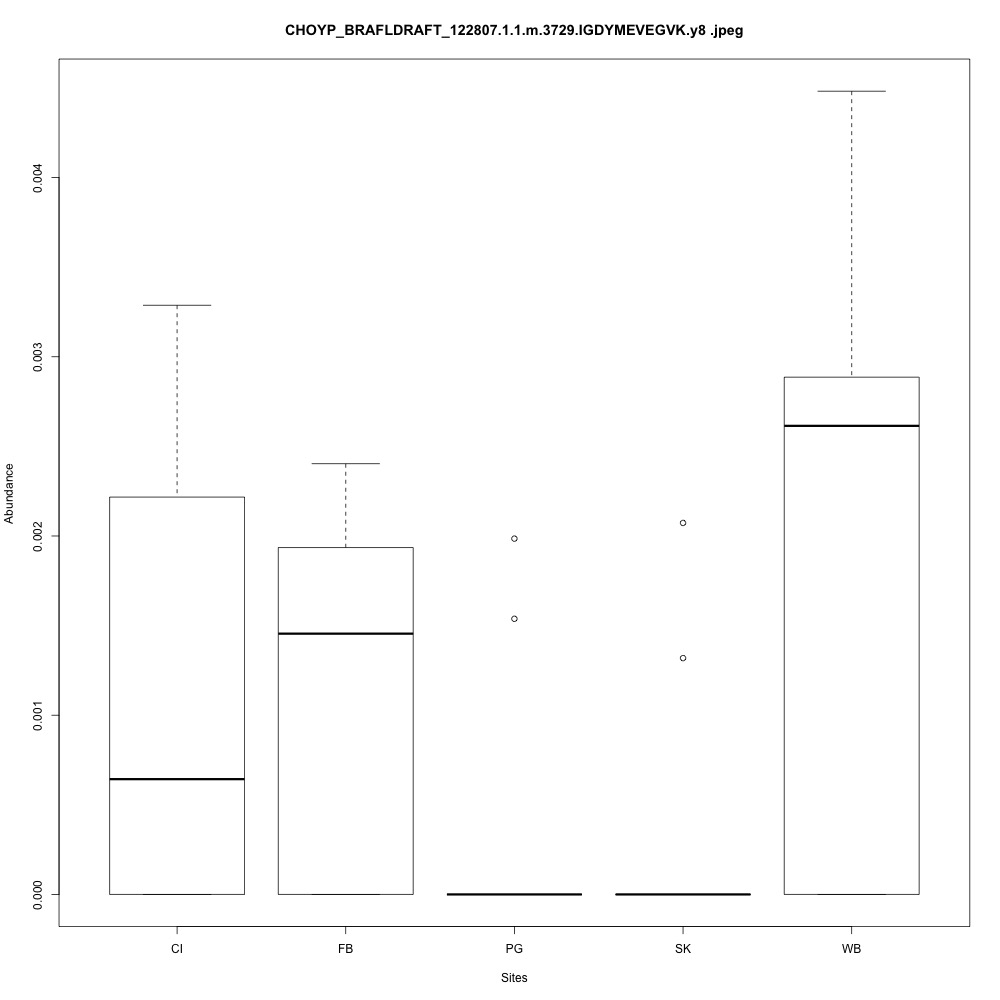 CHOYP_BRAFLDRAFT_122807.1.1.m.3729.IGDYMEVEGVK.y8 .jpeg
0.004
0.003
0.002
0.001
0.000
Abundance
CI FB PG SK WB
Sites